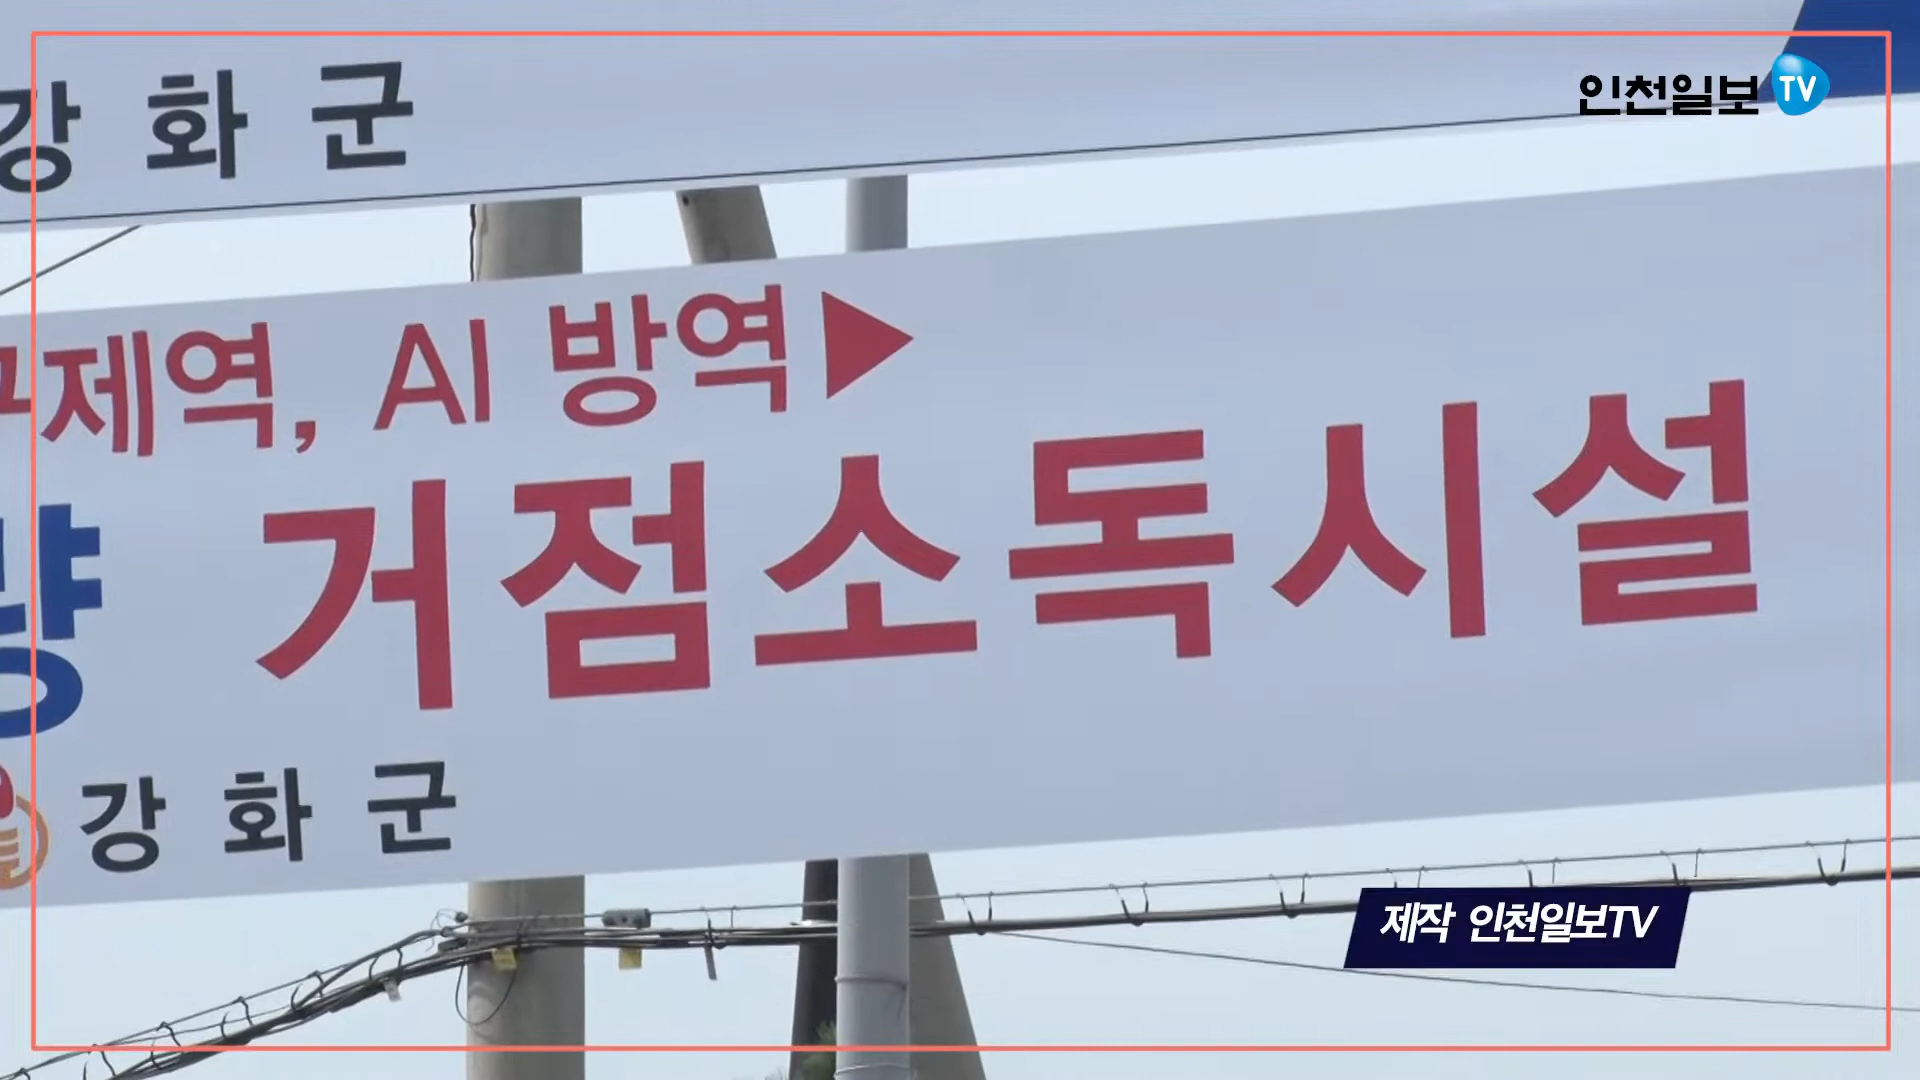 강화군
인천일보 TV
구제역, AI 방역▶
거점소독시설
강화군
제작 인천일보TV